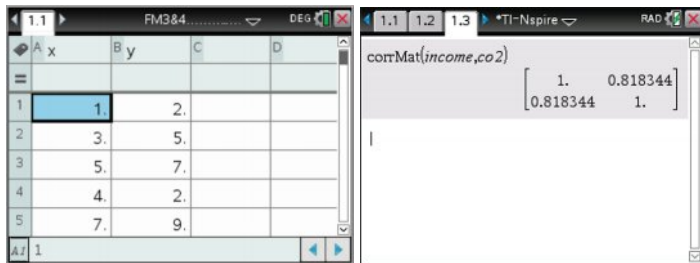 1.1 FM3&4............. DEG
A x B y C D
=
1 1. 2.
2 3. 5.
3 5. 7.
4 4. 2.
5 7. 9.
A1 1
1.1 1.2 1.3 *TI-Nspire RAD
corrMat(income,co2)
1. 0.818344
0.818344 1.